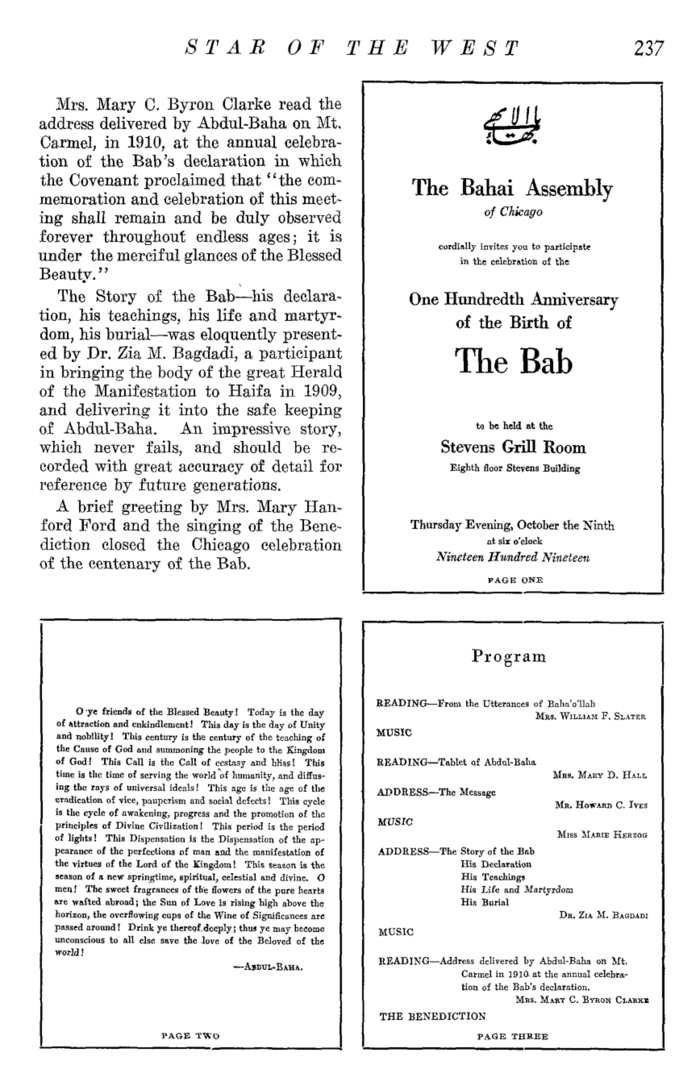 STAR OF THE WEST 237
Mrs. Mary C. Byron Clarke read the
address delivered by Abdul-Baha on Mt.
Carmel, in 1910, at the annual celebra-
tion of the Bab's declaration in which
the Covenant proclaimed that "the com-
memoration and celebration of this meet-
ing shall remain and be duly observed
forever throughout endless ages; it is
under the merciful glances of the Blessed
Beauty."
The Story of the Bab—his declara-
tion, his teachings, his life and martyr-
dom, his burial—was eloquently present-
ed by Dr. Zia M. Bagdadi, a participant
in bringing the body of the great Herald
of the Manifestation to Haifa in 1909,
and delivering it into the safe keeping
of Abdul-Baha. An impressive story,
which never fails, and should be re-
corded with great accuracy of detail for
reference by future generations.
A brief greeting by Mrs. Mary Han-
ford Ford and the singing of the Bene-
diction closed the Chicago celebration
of the centenary of the Bab.
The Bahai Assembly
of Chicago
cordially invites you to participate
in the celebration of the
One Hundredth Anniversary
of the Birth of
The Bab
to be held at the
Stevens Grill Room
Eighth floor Stevens Building
Thursday Evening, October the Ninth
at six o'clock
Nineteen Hundred Nineteen
PAGE ONE
O ye friends of the Blessed Beauty! Today is the day
of attraction and enkindlement! This day is the day of Unity
and nobility! This century is the century of the teaching of
the Cause of God and summoning the people to the Kingdom
of God! This Call is the Call of ecstasy and bliss! This
time is the time of serving the world of humanity, and diffus-
ing the rays of universal ideals! This age is the age of the
eradication of vice, pauperism and social defects! This cycle
is the cycle of awakening, progress and the promotion of the
principles of Divine Civilization! This period is the period
of lights! This Dispensation is the Dispensation of the ap-
pearance of the perfections of man and the manifestation of
the virtues of the Lord of the Kingdom! This season is the
season of a new springtime, spiritual, celestial and divine. O
men! The sweet fragrances of the flowers of the pure hearts
are wafted abroad; the Sun of Love is rising high above the
horizon, the overflowing cups of the Wine of Significances are
passed around! Drink ye thereof deeply; thus ye may become
unconscious to all else save the love of the Beloved of the
world!
—ABDUL-BAHA.
PAGE TWO
Program
READING—From the Utterances of Baha'o'llah
MRS. WILLIAM F. SLATER
MUSIC
READING—Tablet of Abdul-Baha
MRS. MARY D. HALL
ADDRESS—The Message
MR. HOWARD C. IVES
MUSIC
MISS MARIE HERZOG
ADDRESS—The Story of the Bab
His Declaration
His Teachings
His Life and Martyrdom
His Burial
DR. ZIA M. BAGDADI
MUSIC
READING—Address delivered by Abdul-Baha on Mt.
Carmel in 1910 at the annual celebra-
tion of the Bab's declaration.
MRS. MARY C. BYRON CLARKE
THE BENEDICTION
PAGE THREE